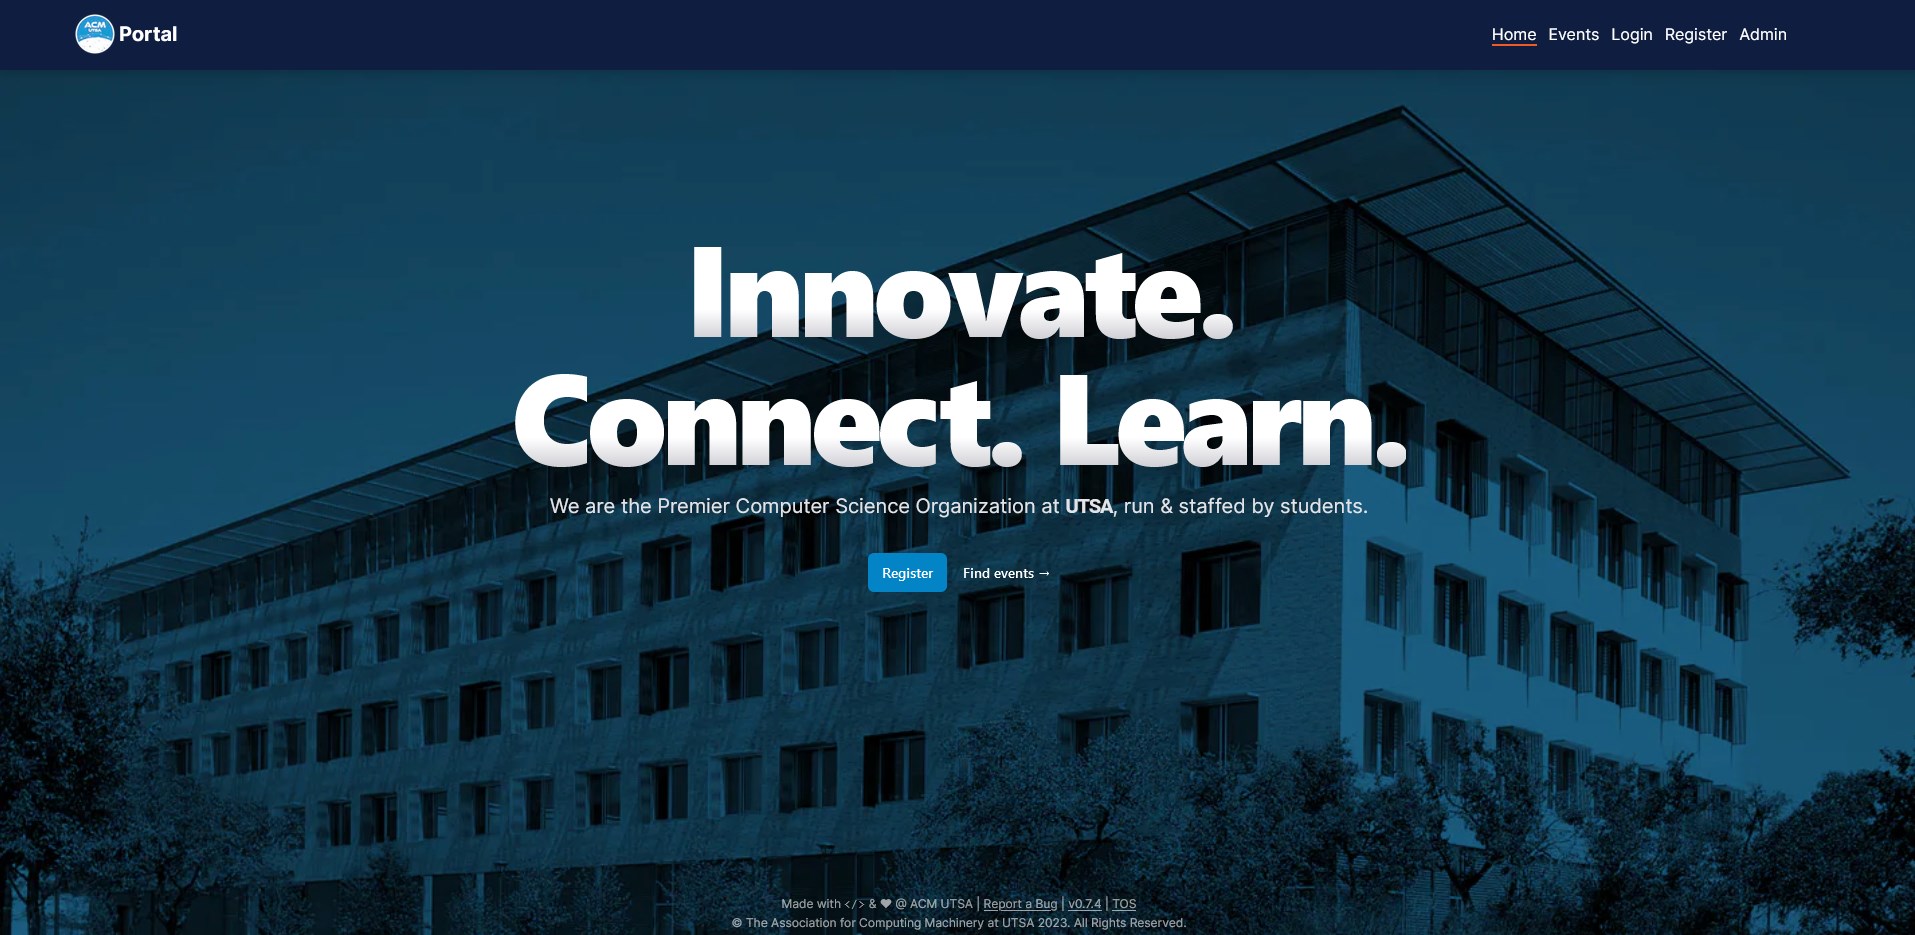 ACM
UTSA
Portal
Home Events Login Register Admin
Innovate.
Connect. Learn.
We are the Premier Computer Science Organization at UTSA, run & staffed by students.
Register Find events →
Made with </> & ♥ @ ACM UTSA | Report a Bug | v0.7.4 | TOS
© The Association for Computing Machinery at UTSA 2023. All Rights Reserved.